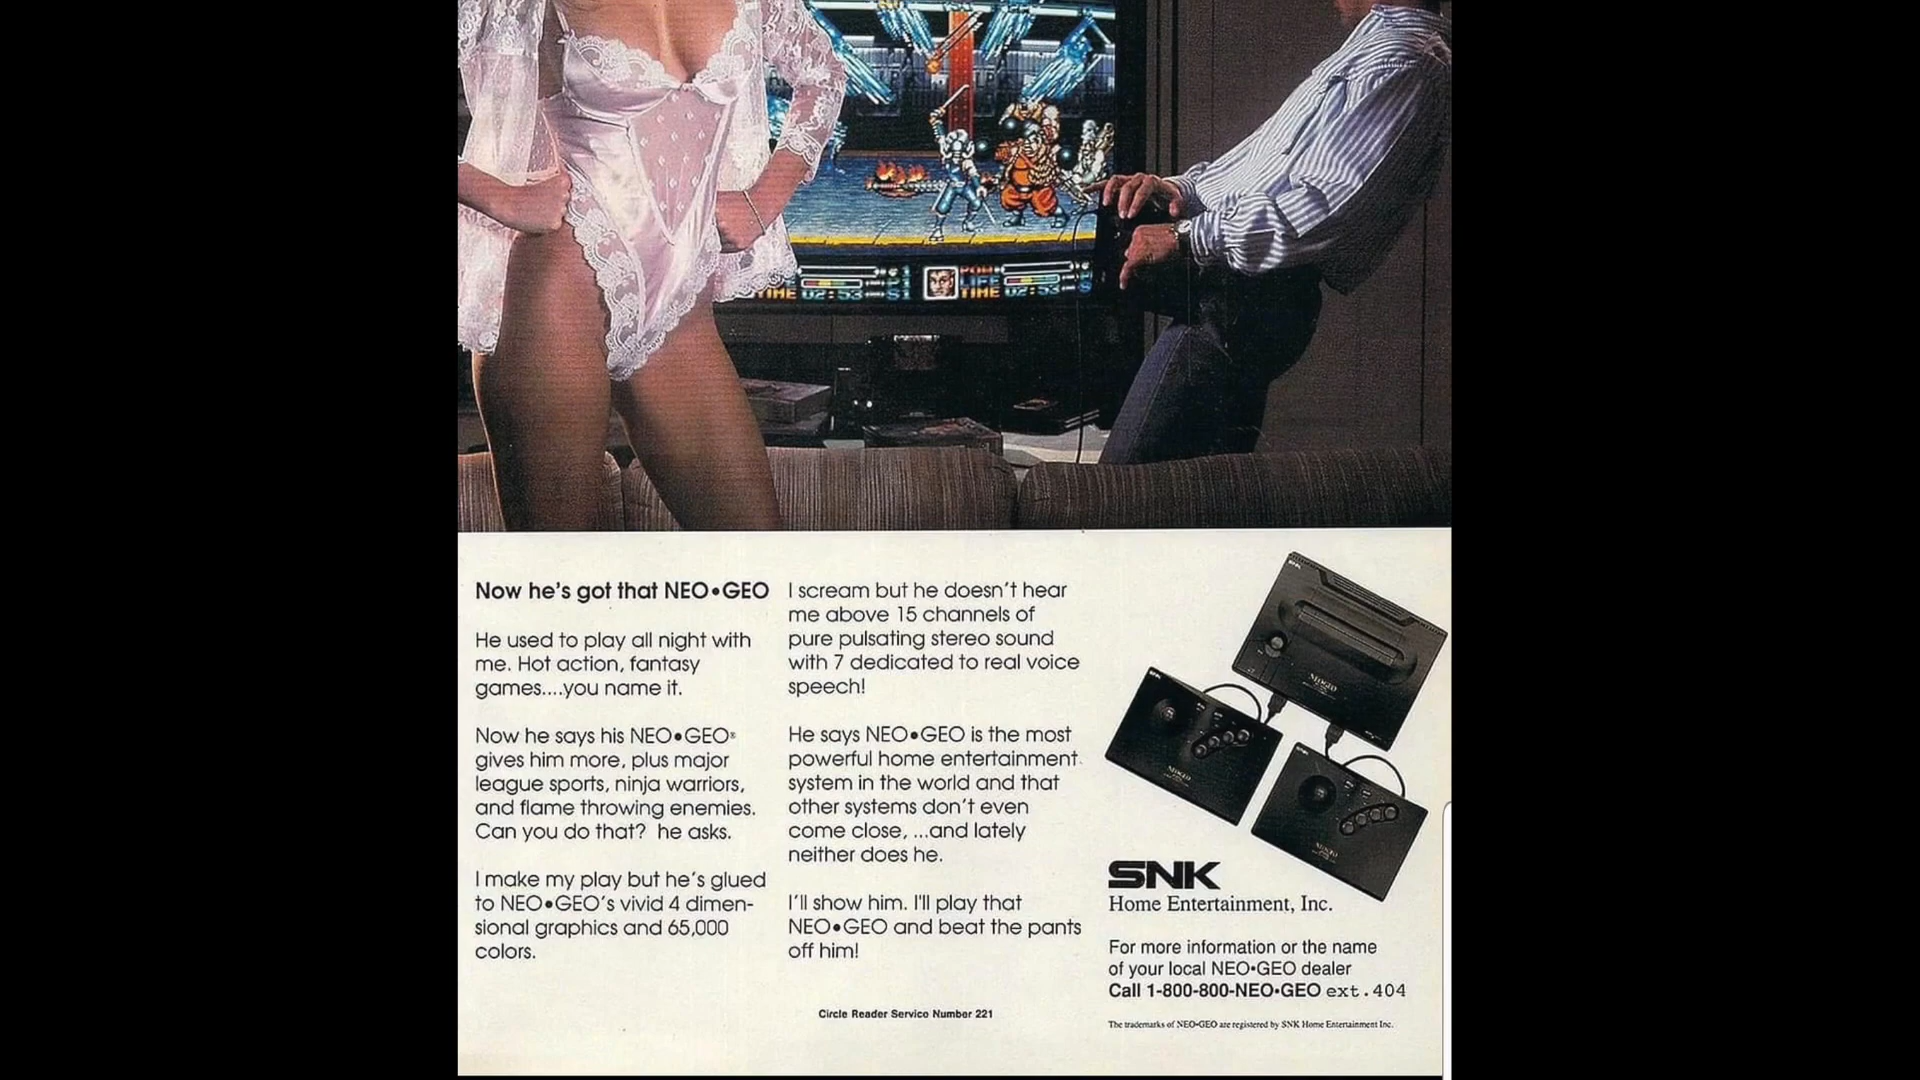 POW
LIFE
TIME 02:53
TIME 02:53
Now he's got that NEO•GEO
He used to play all night with
me. Hot action, fantasy
games....you name it.
Now he says his NEO•GEO®
gives him more, plus major
league sports, ninja warriors,
and flame throwing enemies.
Can you do that? he asks.
I make my play but he's glued
to NEO•GEO's vivid 4 dimen-
sional graphics and 65,000
colors.
I scream but he doesn't hear
me above 15 channels of
pure pulsating stereo sound
with 7 dedicated to real voice
speech!
He says NEO•GEO is the most
powerful home entertainment
system in the world and that
other systems don't even
come close, ...and lately
neither does he.
I'll show him. I'll play that
NEO•GEO and beat the pants
off him!
Circle Reader Service Number 221
SNK
NEO•GEO
NEO•GEO
NEO•GEO
SNK
Home Entertainment, Inc.
For more information or the name
of your local NEO•GEO dealer
Call 1-800-800-NEO•GEO ext.404
The trademarks of NEO•GEO are registered by SNK Home Entertainment Inc.